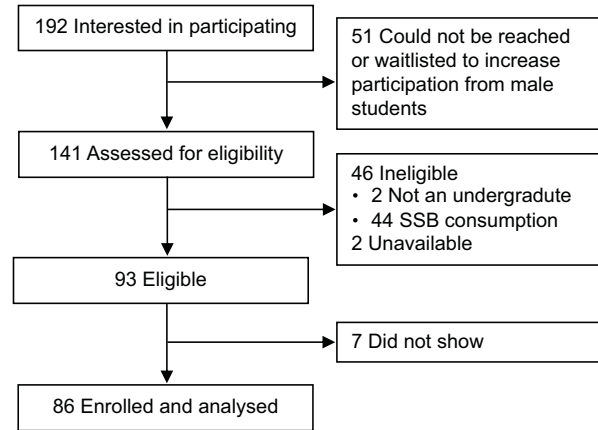 192 Interested in participating
51 Could not be reached
or waitlisted to increase
participation from male
students
141 Assessed for eligibility
46 Ineligible
• 2 Not an undergradute
• 44 SSB consumption
2 Unavailable
93 Eligible
7 Did not show
86 Enrolled and analysed